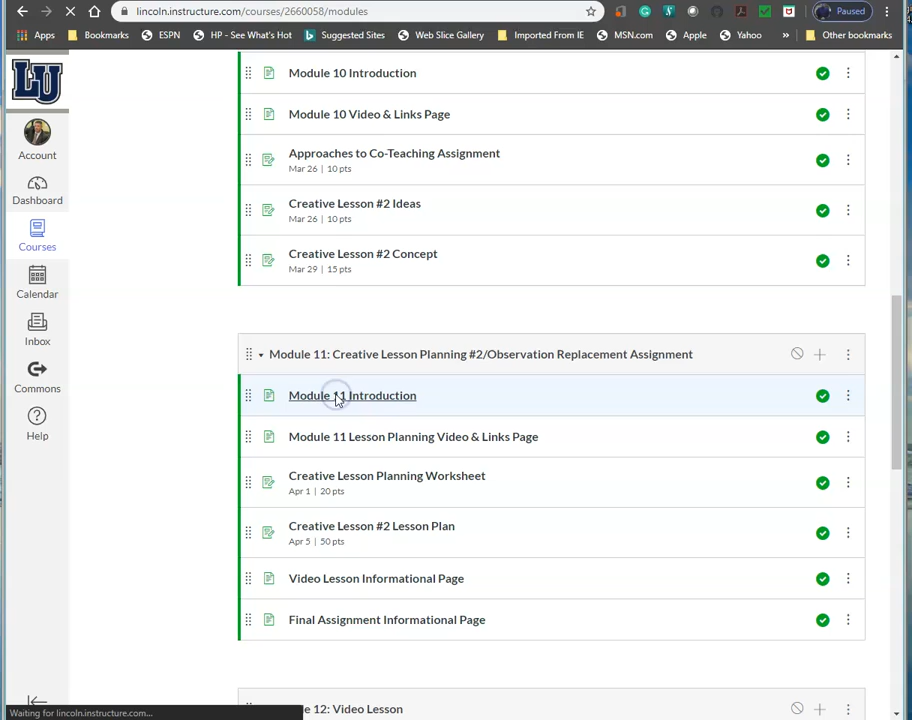 lincoln.instructure.com/courses/2660058/modules
Paused
Apps Bookmarks ESPN HP - See What's Hot Suggested Sites Web Slice Gallery Imported From IE MSN.com Apple Yahoo » Other bookmarks
LU
Account
Dashboard
Courses
Calendar
Inbox
Commons
Help
Module 10 Introduction
Module 10 Video & Links Page
Approaches to Co-Teaching Assignment
Mar 26 | 10 pts
Creative Lesson #2 Ideas
Mar 26 | 10 pts
Creative Lesson #2 Concept
Mar 29 | 15 pts
Module 11: Creative Lesson Planning #2/Observation Replacement Assignment
Module 11 Introduction
Module 11 Lesson Planning Video & Links Page
Creative Lesson Planning Worksheet
Apr 1 | 20 pts
Creative Lesson #2 Lesson Plan
Apr 5 | 50 pts
Video Lesson Informational Page
Final Assignment Informational Page
e 12: Video Lesson
Waiting for lincoln.instructure.com...